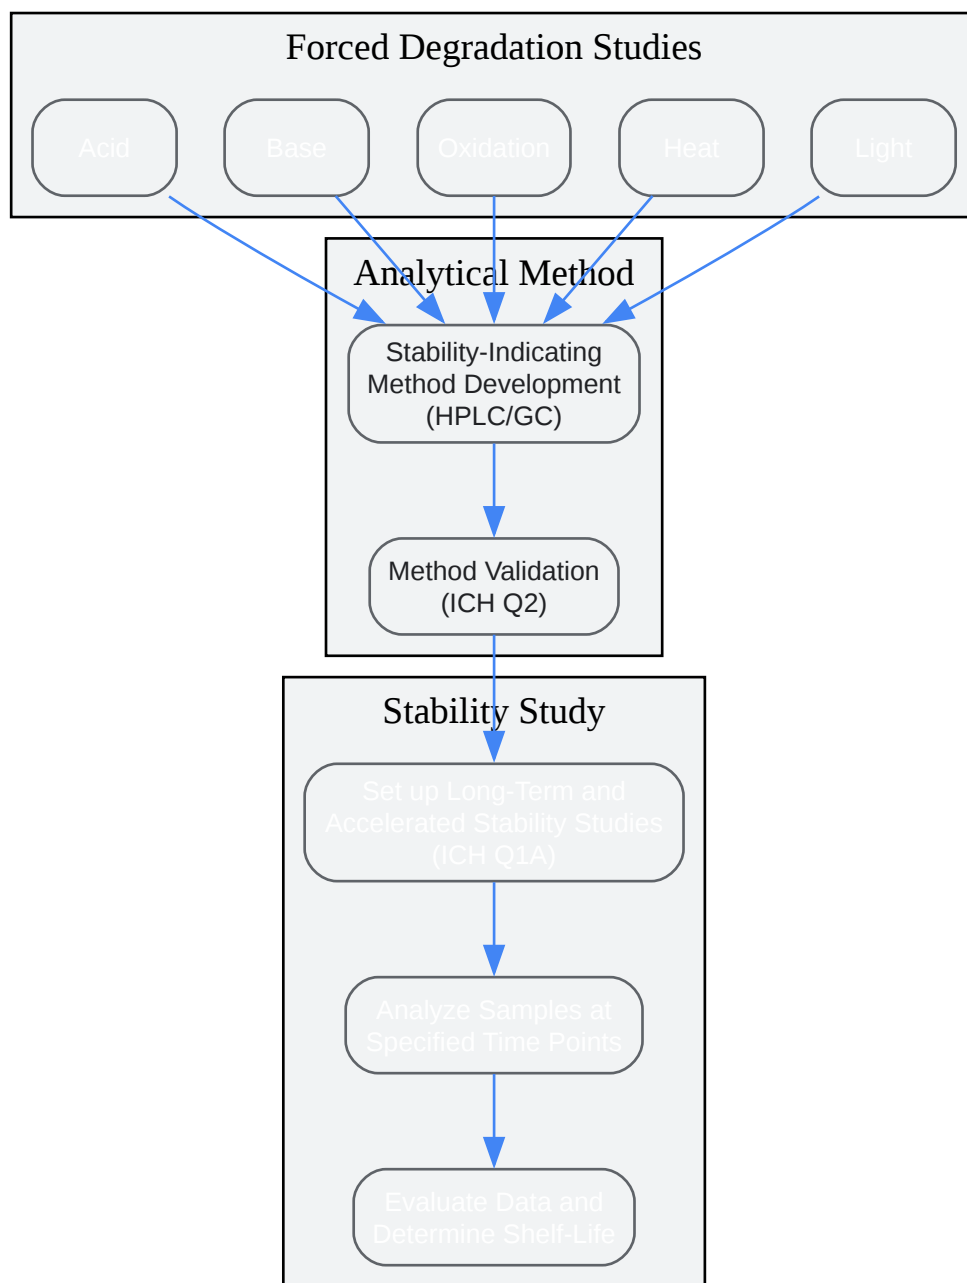 Forced Degradation Studies
Acid
Base
Oxidation
Heat
Light
Analytical Method
Stability-Indicating
Method Development
(HPLC/GC)
Method Validation
(ICH Q2)
Stability Study
Set up Long-Term and
Accelerated Stability Studies
(ICH Q1A)
Analyze Samples at
Specified Time Points
Evaluate Data and
Determine Shelf-Life